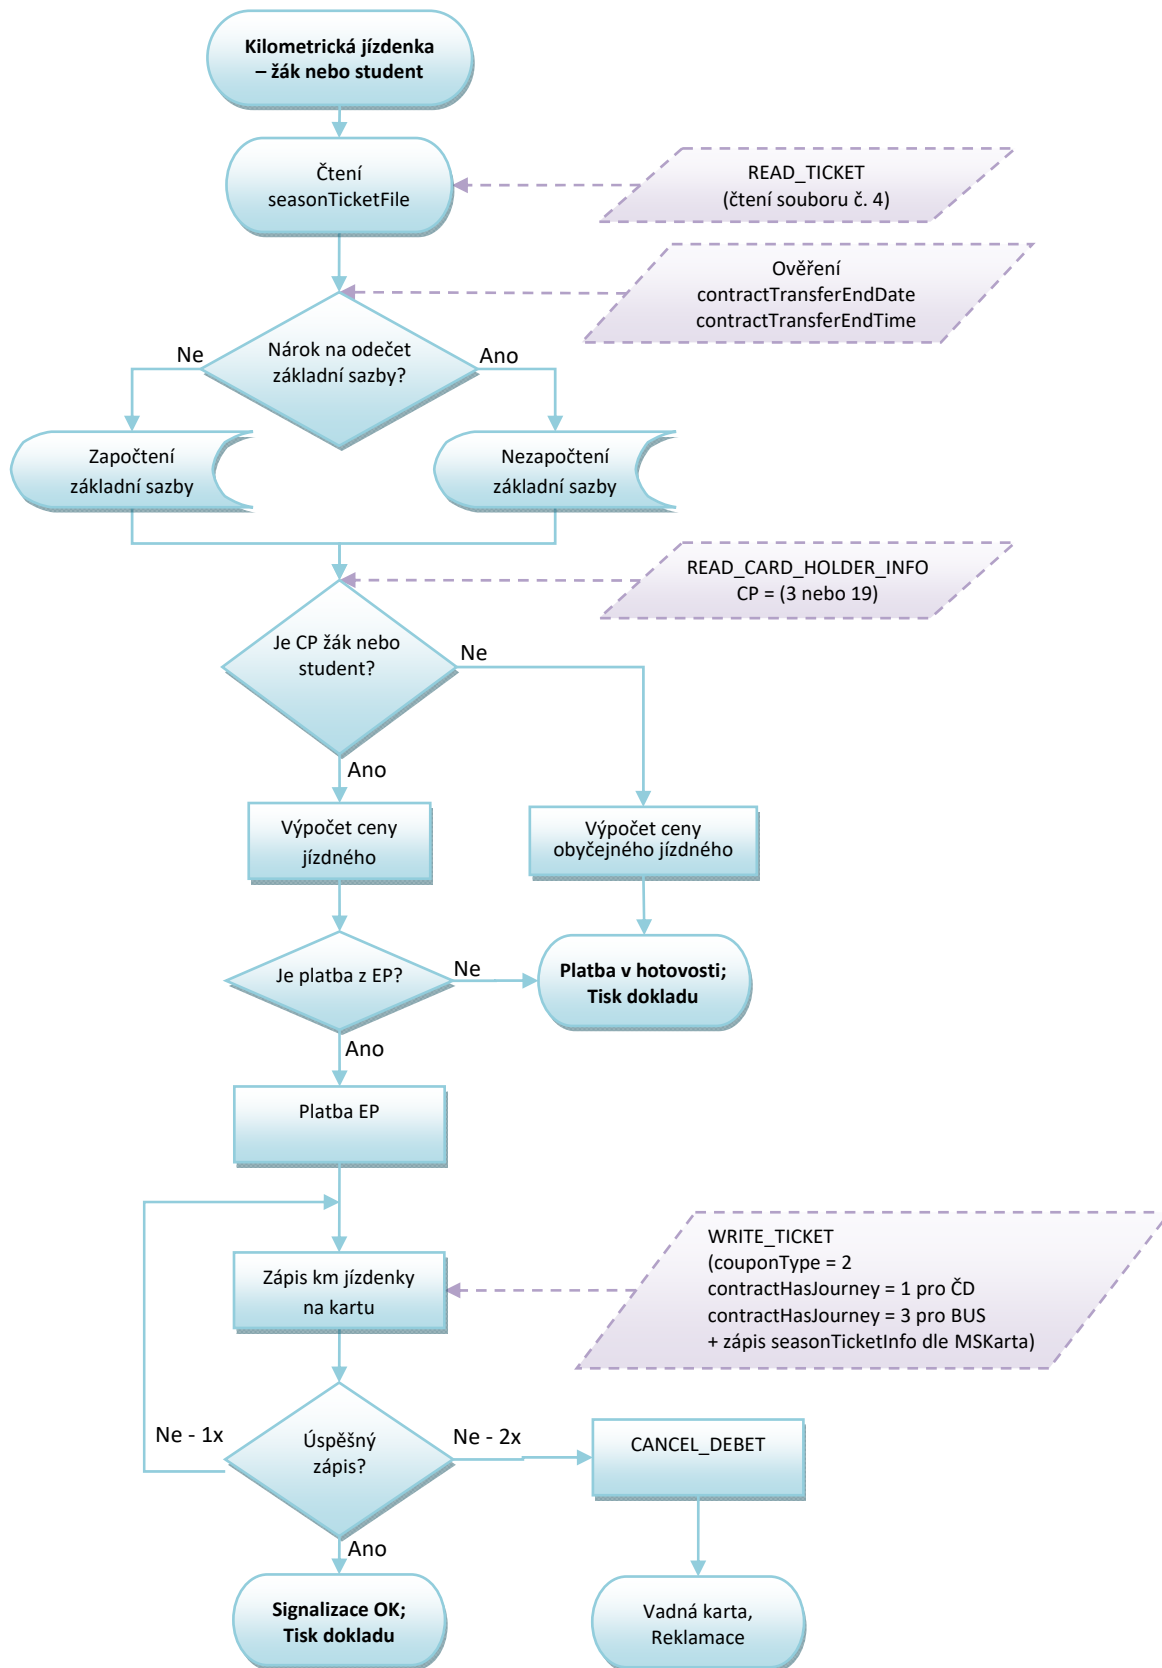 Kilometrická jízdenka
– žák nebo student
Čtení
seasonTicketFile
READ_TICKET
(čtení souboru č. 4)
Ověření
contractTransferEndDate
contractTransferEndTime
Nárok na odečet
základní sazby?
Ne
Ano
Započtení
základní sazby
Nezapočtení
základní sazby
READ_CARD_HOLDER_INFO
CP = (3 nebo 19)
Je CP žák nebo
student?
Ne
Ano
Výpočet ceny
jízdného
Výpočet ceny
obyčejného jízdného
Je platba z EP?
Ne
Platba v hotovosti;
Tisk dokladu
Ano
Platba EP
WRITE_TICKET
(couponType = 2
contractHasJourney = 1 pro ČD
contractHasJourney = 3 pro BUS
+ zápis seasonTicketInfo dle MSKarta)
Zápis km jízdenky
na kartu
Úspěšný
zápis?
Ne - 1x
Ne - 2x
CANCEL_DEBET
Ano
Signalizace OK;
Tisk dokladu
Vadná karta,
Reklamace